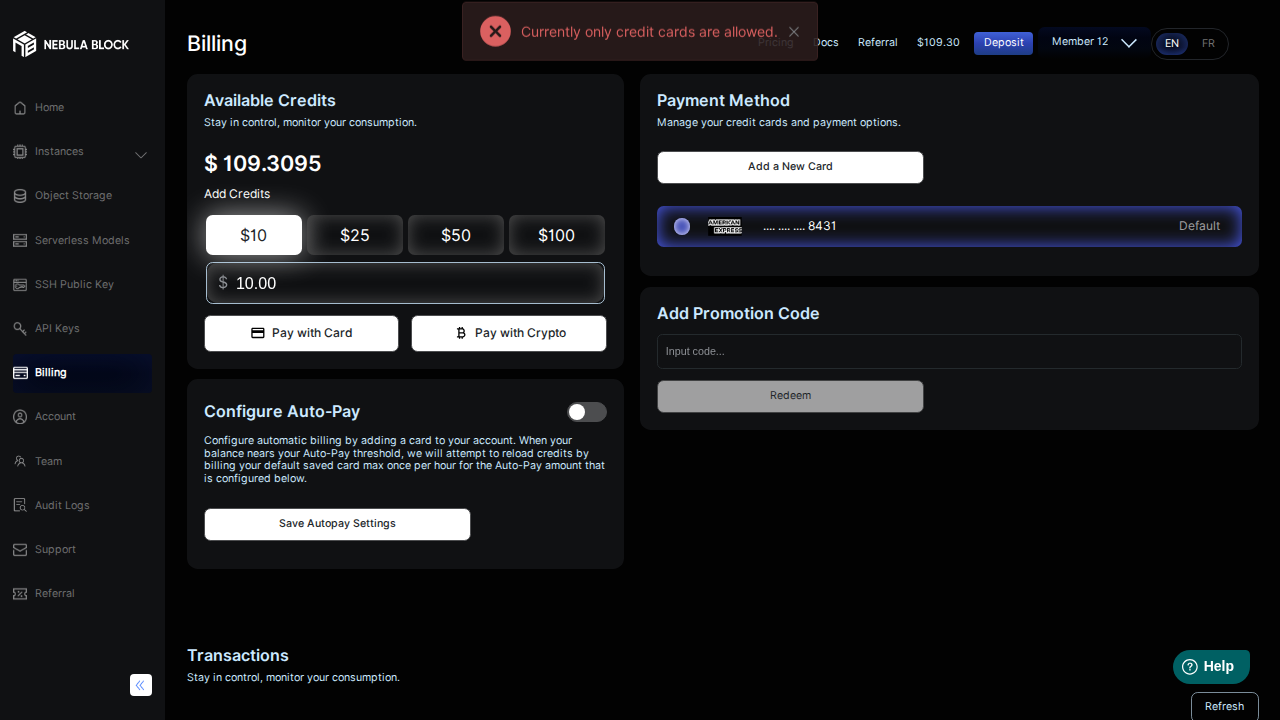 NEBULA BLOCK
Home
Instances
Object Storage
Serverless Models
SSH Public Key
API Keys
Billing
Account
Team
Audit Logs
Support
Referral
Billing
Currently only credit cards are allowed.
Pricing
Docs
Referral
$109.30
Deposit
Member 12
EN
FR
Available Credits
Stay in control, monitor your consumption.
$ 109.3095
Add Credits
$10
$25
$50
$100
$ 10.00
Pay with Card
Pay with Crypto
Configure Auto-Pay
Configure automatic billing by adding a card to your account. When your
balance nears your Auto-Pay threshold, we will attempt to reload credits by
billing your default saved card max once per hour for the Auto-Pay amount that
is configured below.
Save Autopay Settings
Payment Method
Manage your credit cards and payment options.
Add a New Card
AMERICAN
EXPRESS
.... .... .... 8431
Default
Add Promotion Code
Input code...
Redeem
Transactions
Stay in control, monitor your consumption.
Help
Refresh